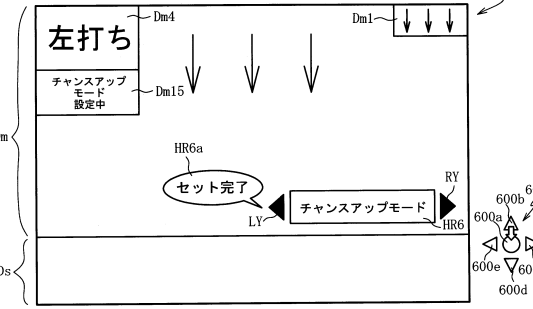 左打ち
Dm4
Dm1
チャンスアップ
モード
設定中
Dm15
HR6a
セット完了
RY
LY
チャンスアップモード
HR6
600b
600a
600e
600d